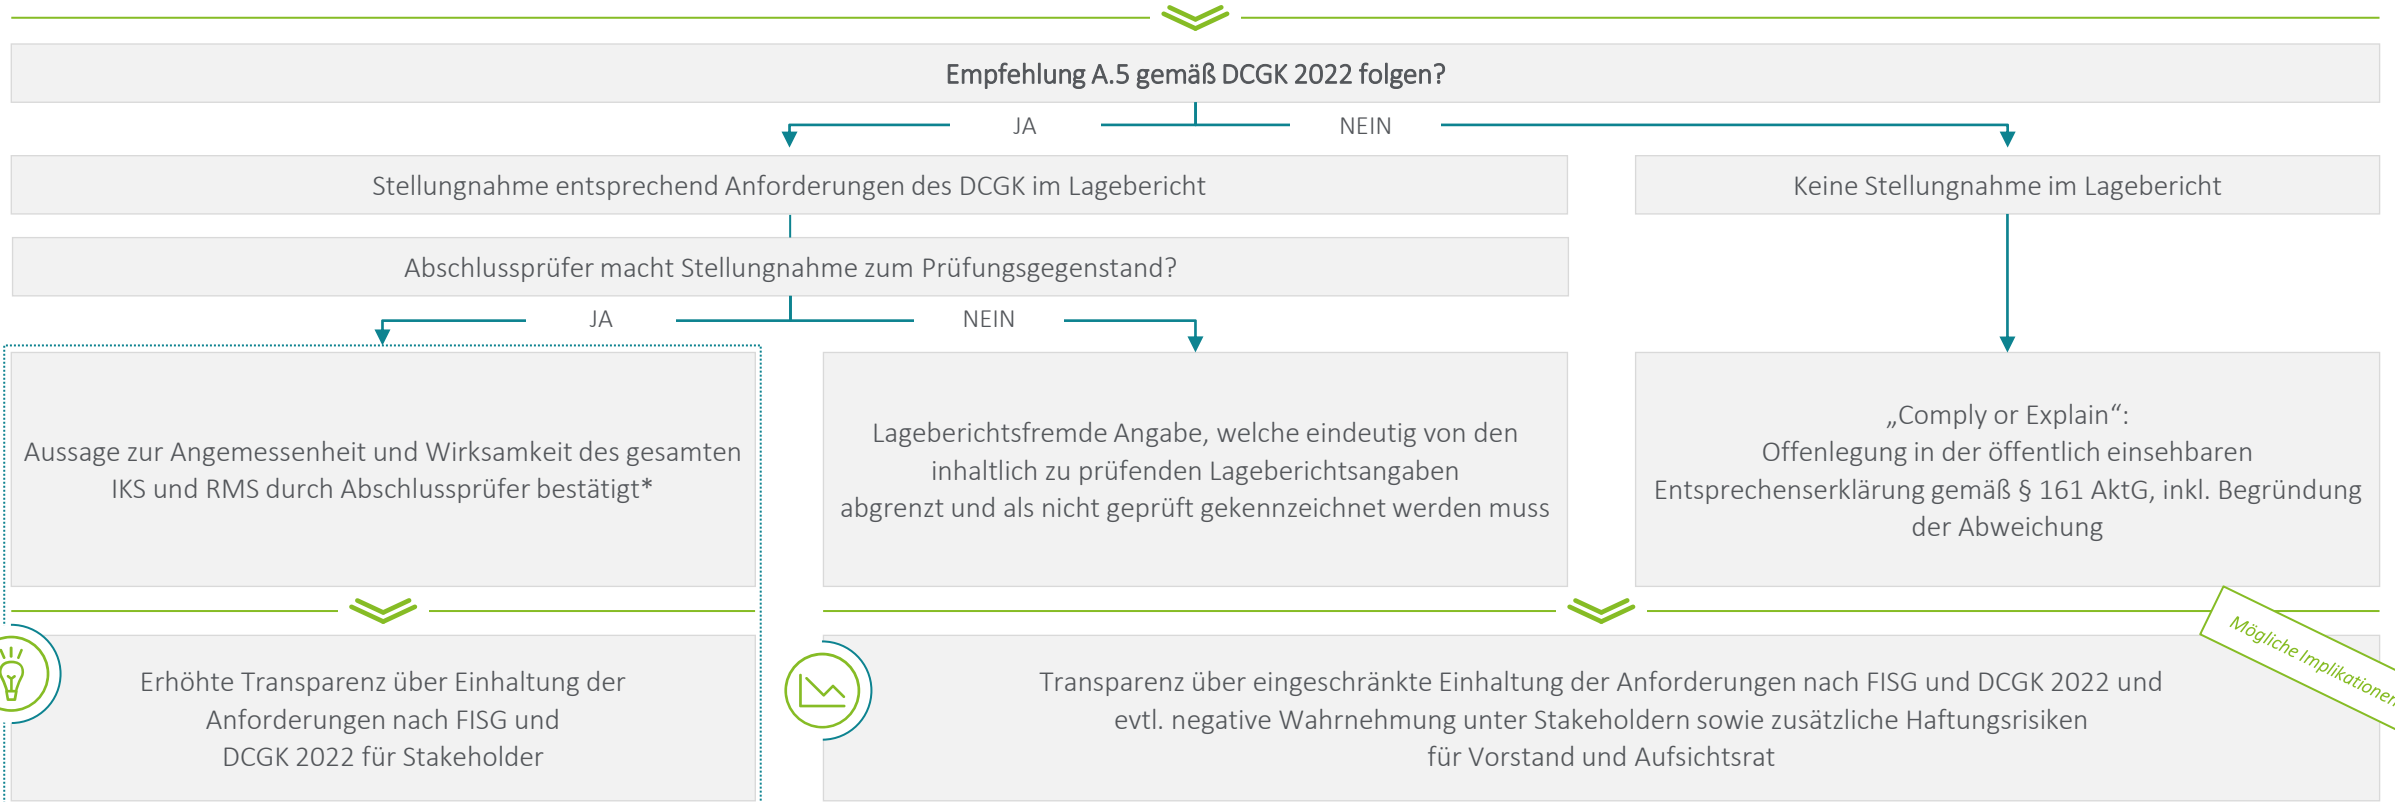 Empfehlung A.5 gemäß DCGK 2022 folgen?
JA
NEIN
Stellungnahme entsprechend Anforderungen des DCGK im Lagebericht
Keine Stellungnahme im Lagebericht
Abschlussprüfer macht Stellungnahme zum Prüfungsgegenstand?
JA
NEIN
Aussage zur Angemessenheit und Wirksamkeit des gesamten
IKS und RMS durch Abschlussprüfer bestätigt*
Lageberichtsfremde Angabe, welche eindeutig von den
inhaltlich zu prüfenden Lageberichtsangaben
abgrenzt und als nicht geprüft gekennzeichnet werden muss
„Comply or Explain“:
Offenlegung in der öffentlich einsehbaren
Entsprechenserklärung gemäß § 161 AktG, inkl. Begründung
der Abweichung
Mögliche Implikationen
Erhöhte Transparenz über Einhaltung der
Anforderungen nach FISG und
DCGK 2022 für Stakeholder
Transparenz über eingeschränkte Einhaltung der Anforderungen nach FISG und DCGK 2022 und
evtl. negative Wahrnehmung unter Stakeholdern sowie zusätzliche Haftungsrisiken
für Vorstand und Aufsichtsrat